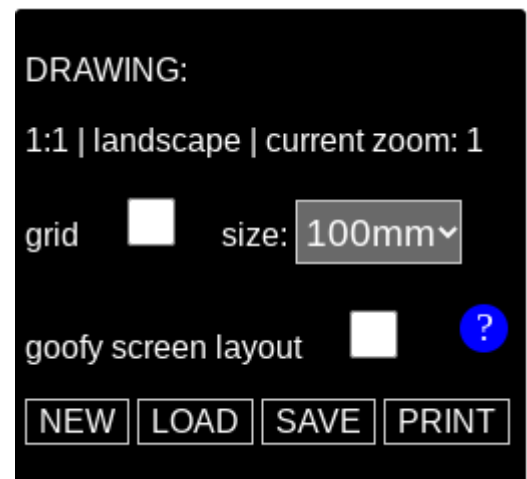 DRAWING:
1:1 | landscape | current zoom: 1
grid size: 100mm
goofy screen layout ?
NEW LOAD SAVE PRINT